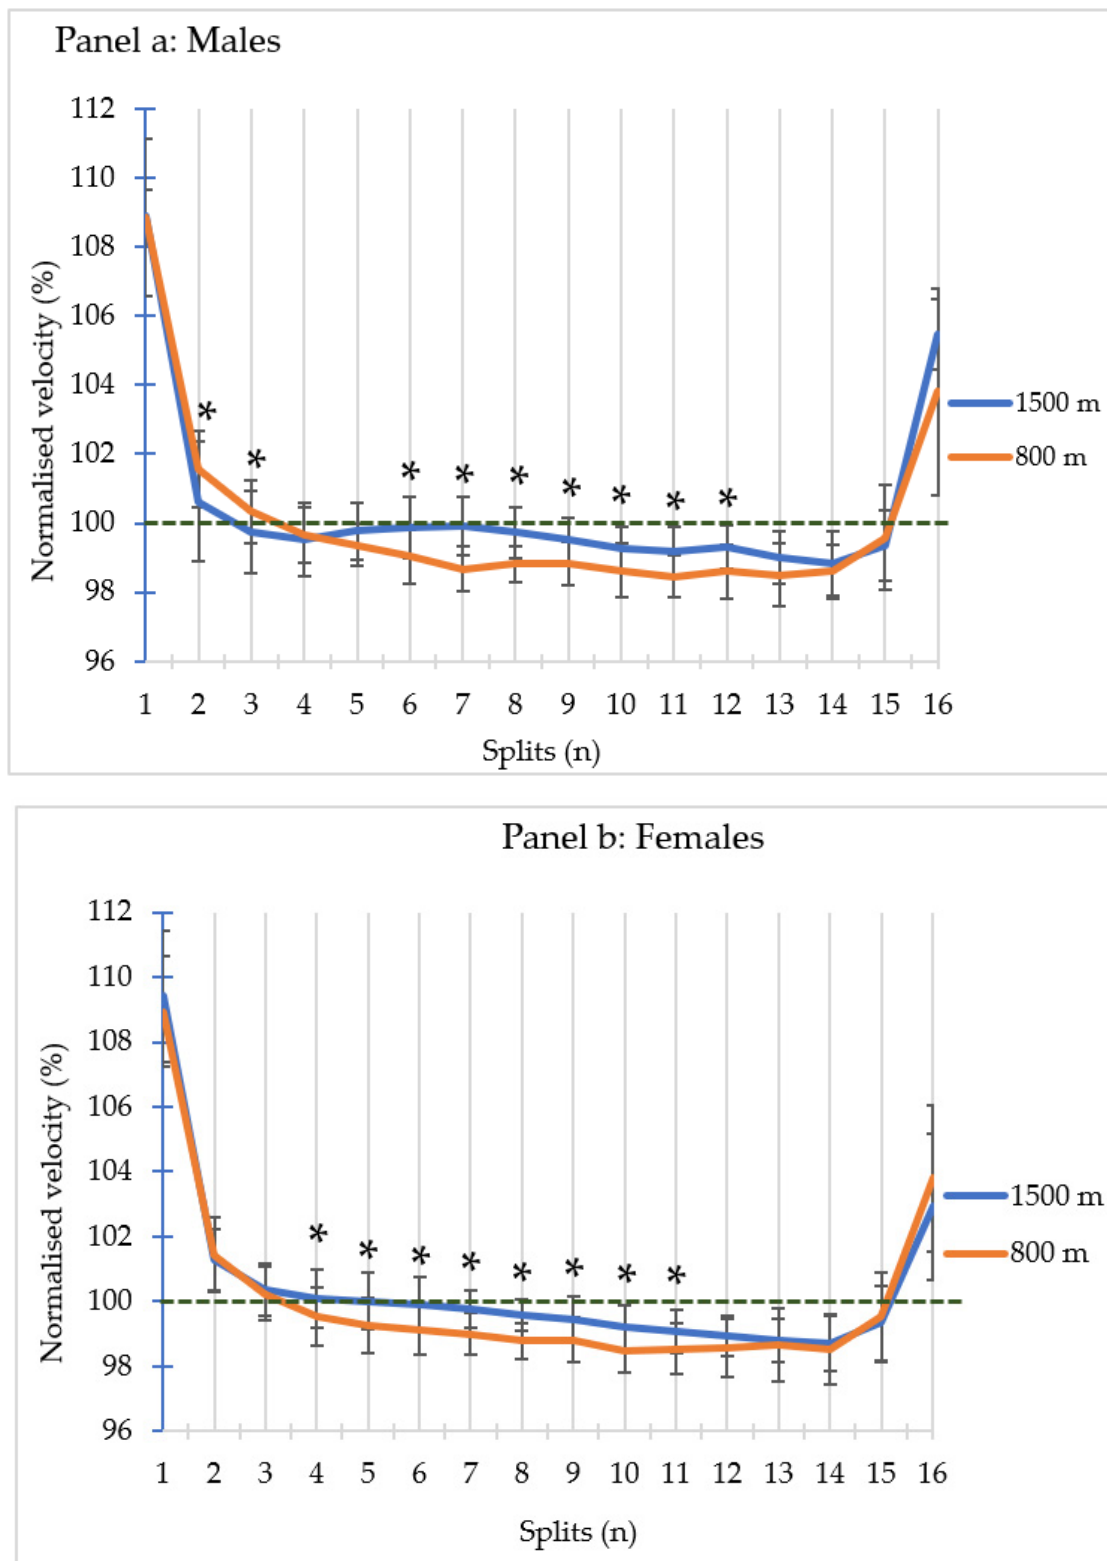 Panel a: Males
112
110
108
106
104
102
100
98
96
Normalised velocity (%)
* * * * * * * * *
1500 m
800 m
1 2 3 4 5 6 7 8 9 10 11 12 13 14 15 16
Splits (n)
Panel b: Females
112
110
108
106
104
102
100
98
96
Normalised velocity (%)
* * * * * * * *
1500 m
800 m
1 2 3 4 5 6 7 8 9 10 11 12 13 14 15 16
Splits (n)